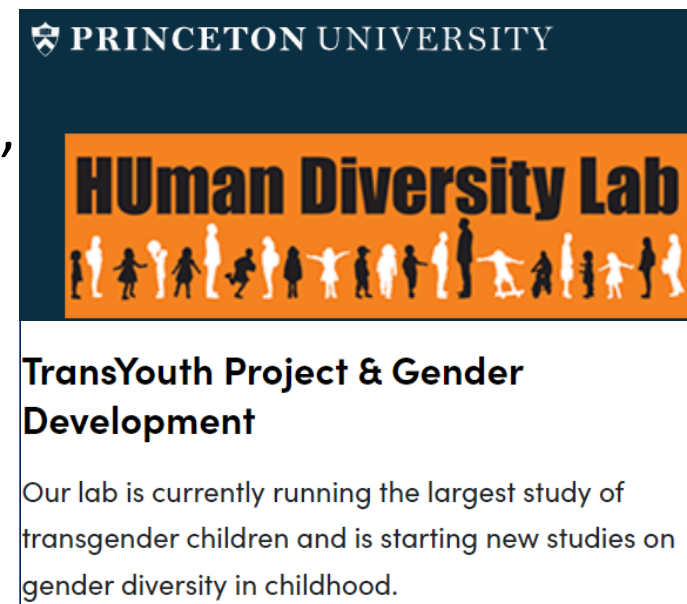 PRINCETON UNIVERSITY
,
HUman Diversity Lab
TransYouth Project & Gender
Development
Our lab is currently running the largest study of
transgender children and is starting new studies on
gender diversity in childhood.